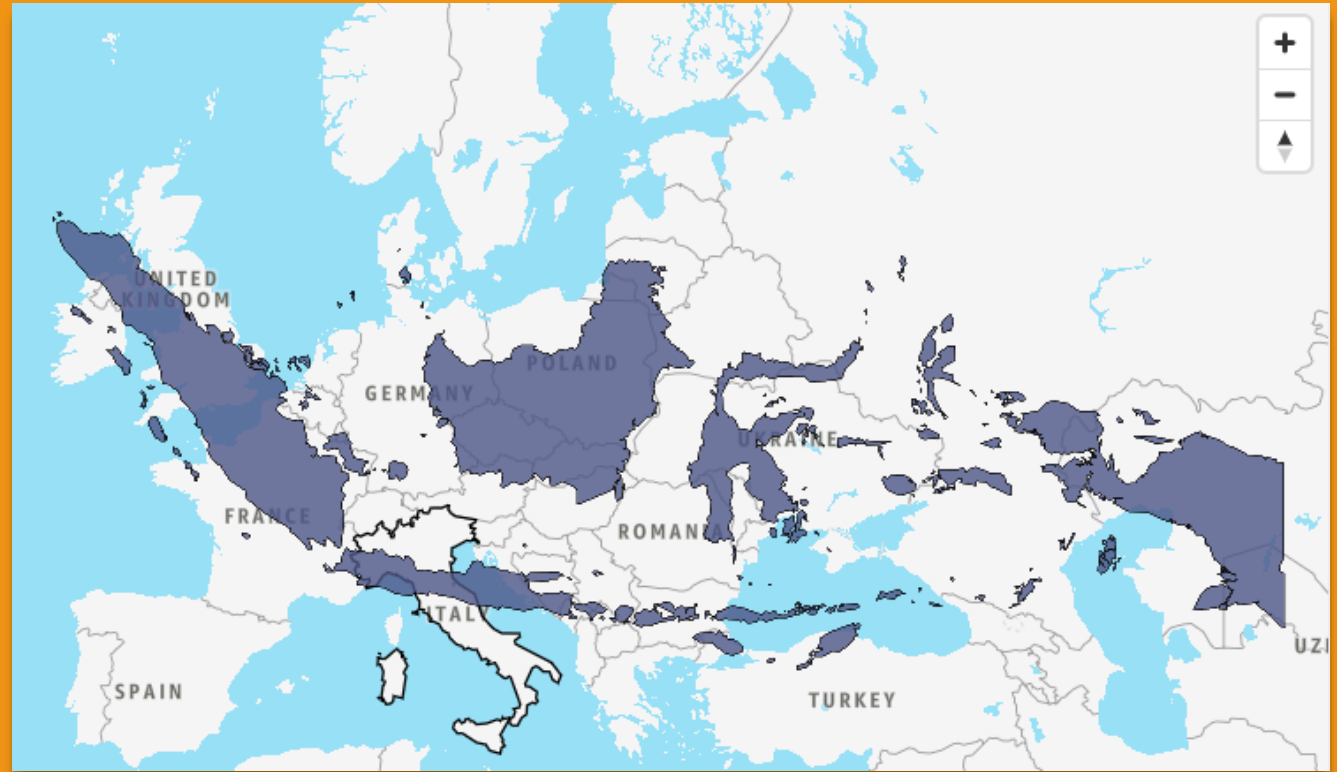 +
−
UNITED
KINGDOM
POLAND
GERMANY
UKRAINE
FRANCE
ROMANIA
ITALY
UZ
SPAIN
TURKEY